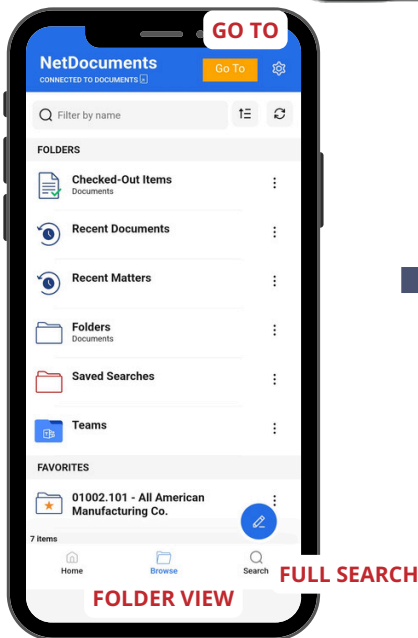 GO TO
NetDocuments
CONNECTED TO DOCUMENTS
Go To
Filter by name
FOLDERS
Checked-Out Items
Documents
Recent Documents
Recent Matters
Folders
Documents
Saved Searches
Teams
FAVORITES
01002.101 - All American
Manufacturing Co.
7 items
Home
Browse
Search
FULL SEARCH
FOLDER VIEW